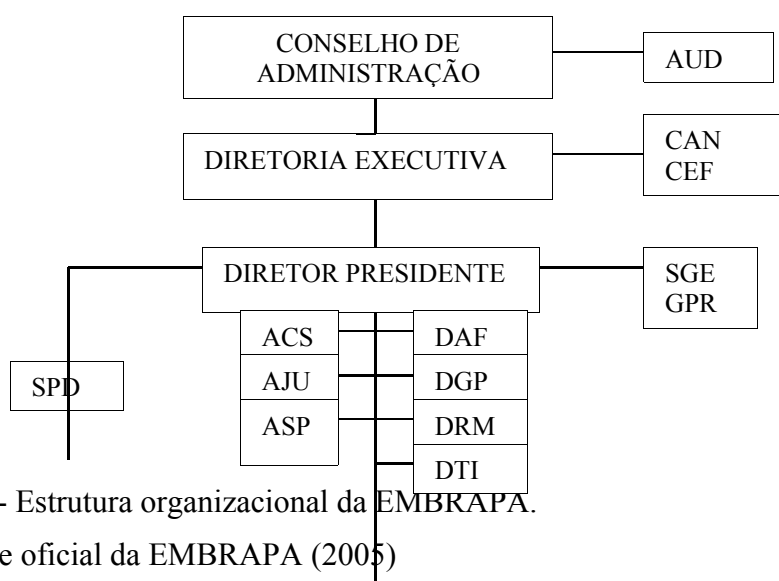 CONSELHO DE
ADMINISTRAÇÃO
AUD
DIRETORIA EXECUTIVA
CAN
CEF
DIRETOR PRESIDENTE
SGE
GPR
ACS
DAF
SPD
AJU
DGP
ASP
DRM
DTI
- Estrutura organizacional da EMBRAPA.
e oficial da EMBRAPA (2005)